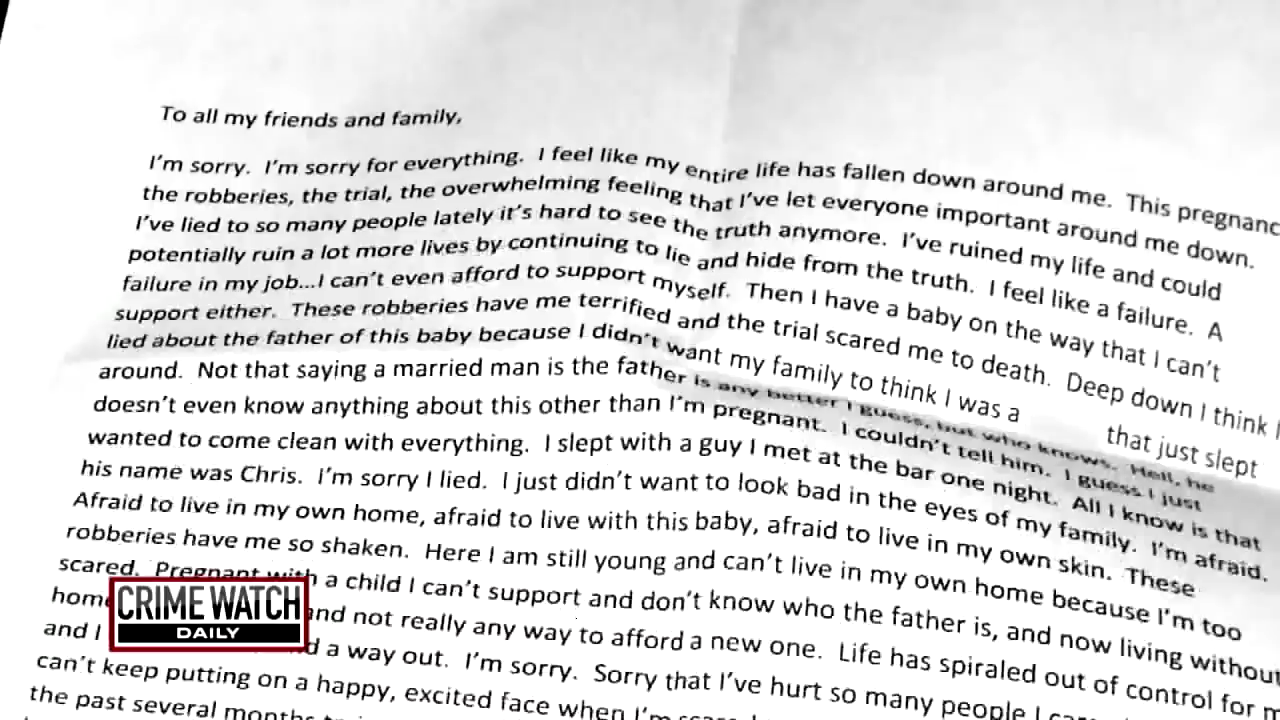 To all my friends and family,
I'm sorry. I'm sorry for everything. I feel like my entire life has fallen down around me. This pregnanc
the robberies, the trial, the overwhelming feeling that I've let everyone important around me down.
I've lied to so many people lately it's hard to see the truth anymore. I've ruined my life and could
potentially ruin a lot more lives by continuing to lie and hide from the truth. I feel like a failure. A
failure in my job...I can't even afford to support myself. Then I have a baby on the way that I can't
support either. These robberies have me terrified and the trial scared me to death. Deep down I think I
lied about the father of this baby because I didn't want my family to think I was a that just slept
around. Not that saying a married man is the father is any better I guess, but who knows. Hell, he
doesn't even know anything about this other than I'm pregnant. I couldn't tell him. I guess I just
wanted to come clean with everything. I slept with a guy I met at the bar one night. All I know is that
his name was Chris. I'm sorry I lied. I just didn't want to look bad in the eyes of my family. I'm afraid.
Afraid to live in my own home, afraid to live with this baby, afraid to live in my own skin. These
robberies have me so shaken. Here I am still young and can't live in my own home because I'm too
scared. Pregnant with a child I can't support and don't know who the father is, and now living without
home and not really any way to afford a new one. Life has spiraled out of control for m
and I d a way out. I'm sorry. Sorry that I've hurt so many people I
can't keep putting on a happy, excited face when I'm
the past several months
CRIME WATCH
DAILY